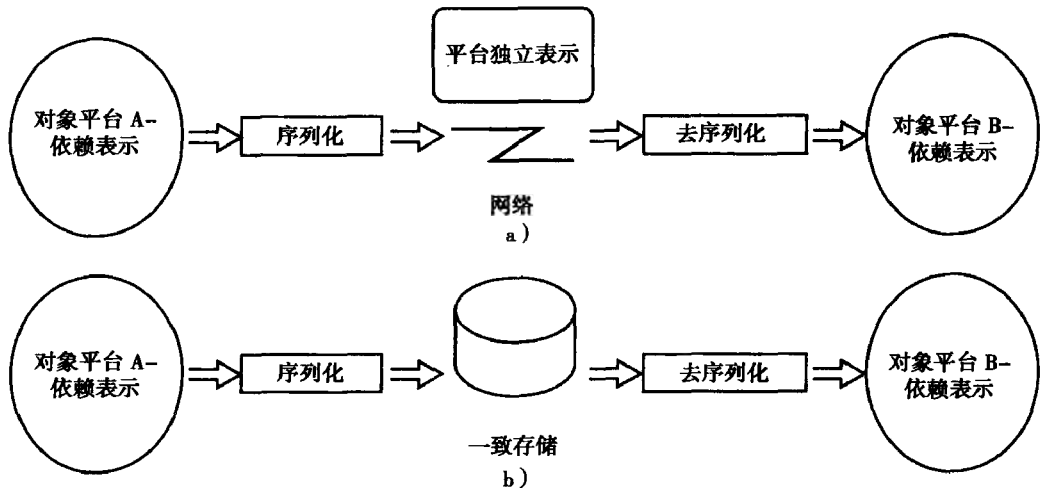 平台独立表示
对象平台 A-
依赖表示
序列化
去序列化
对象平台 B-
依赖表示
网络
a)
对象平台 A-
依赖表示
序列化
去序列化
对象平台 B-
依赖表示
一致存储
b)